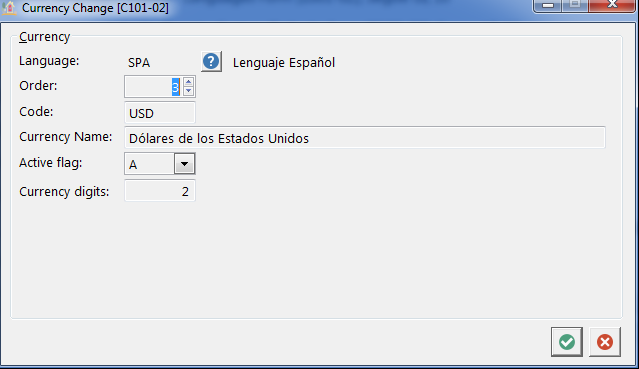 Currency Change [C101-02]
Currency
Language: SPA Lenguaje Español
Order: 3
Code: USD
Currency Name: Dólares de los Estados Unidos
Active flag: A
Currency digits: 2